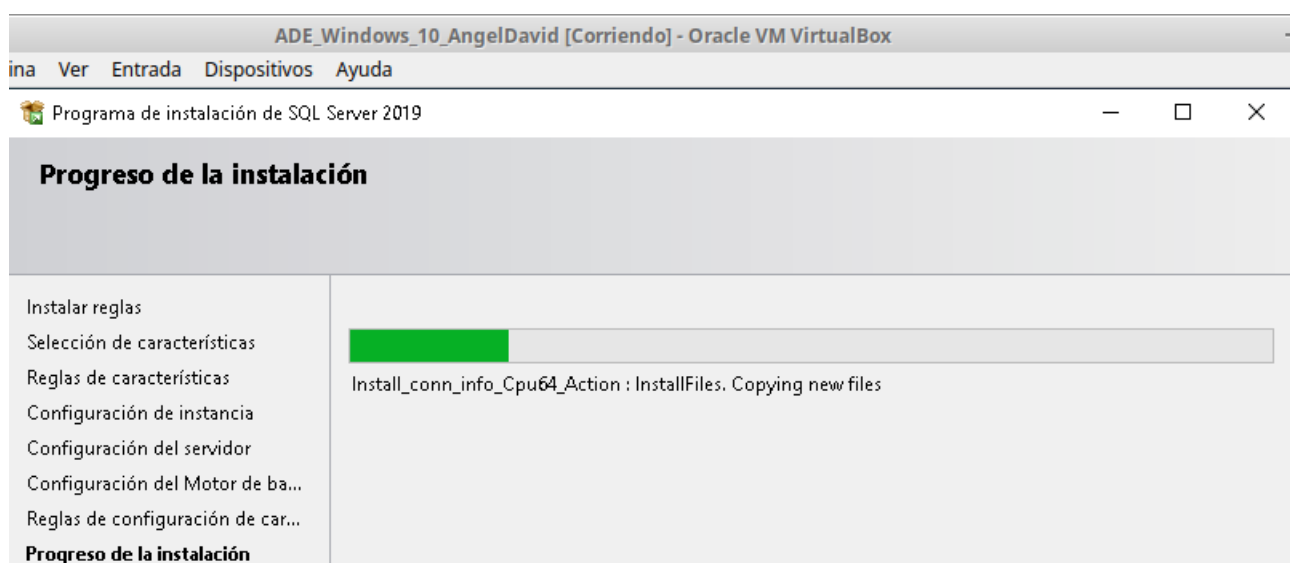 ADE_Windows_10_AngelDavid [Corriendo] - Oracle VM VirtualBox
ina Ver Entrada Dispositivos Ayuda
Programa de instalación de SQL Server 2019
Progreso de la instalación
Instalar reglas
Selección de características
Reglas de características
Configuración de instancia
Configuración del servidor
Configuración del Motor de ba...
Reglas de configuración de car...
Progreso de la instalación
Install_conn_info_Cpu64_Action : InstallFiles. Copying new files